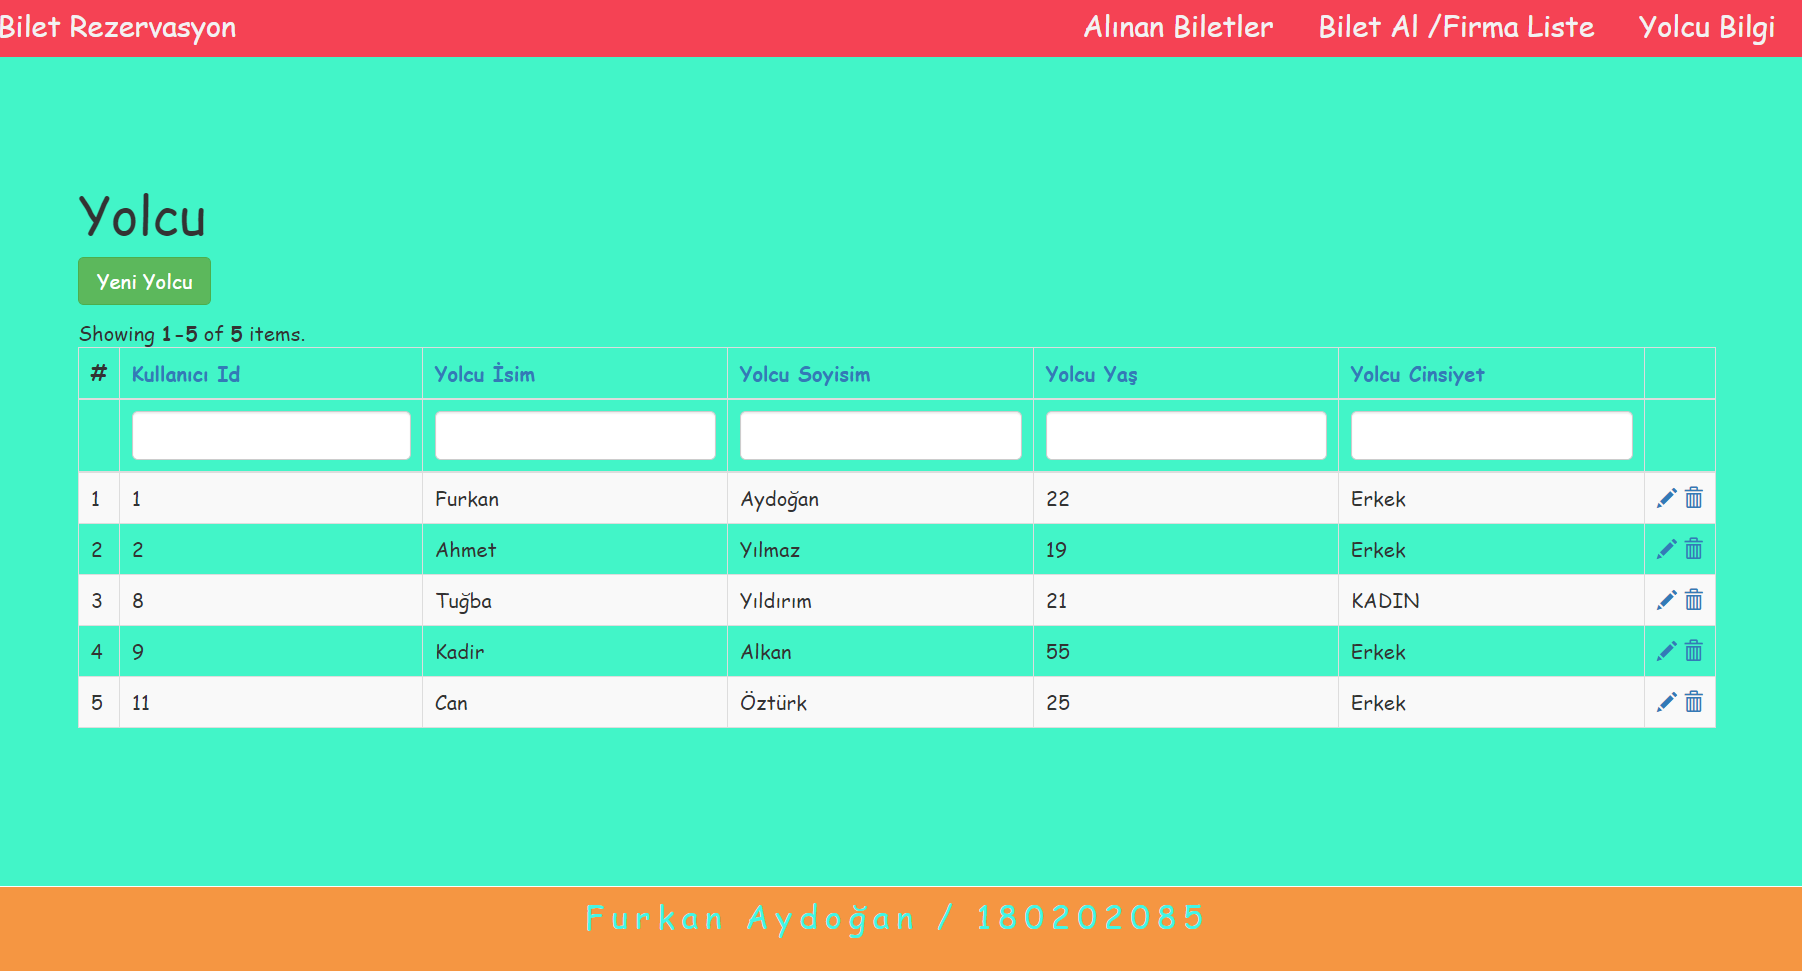 Bilet Rezervasyon Alınan Biletler Bilet Al /Firma Liste Yolcu Bilgi
Yolcu
Yeni Yolcu
Showing 1-5 of 5 items.
# Kullanıcı Id Yolcu İsim Yolcu Soyisim Yolcu Yaş Yolcu Cinsiyet
1 1 Furkan Aydoğan 22 Erkek
2 2 Ahmet Yılmaz 19 Erkek
3 8 Tuğba Yıldırım 21 KADIN
4 9 Kadir Alkan 55 Erkek
5 11 Can Öztürk 25 Erkek
Furkan Aydoğan / 180202085